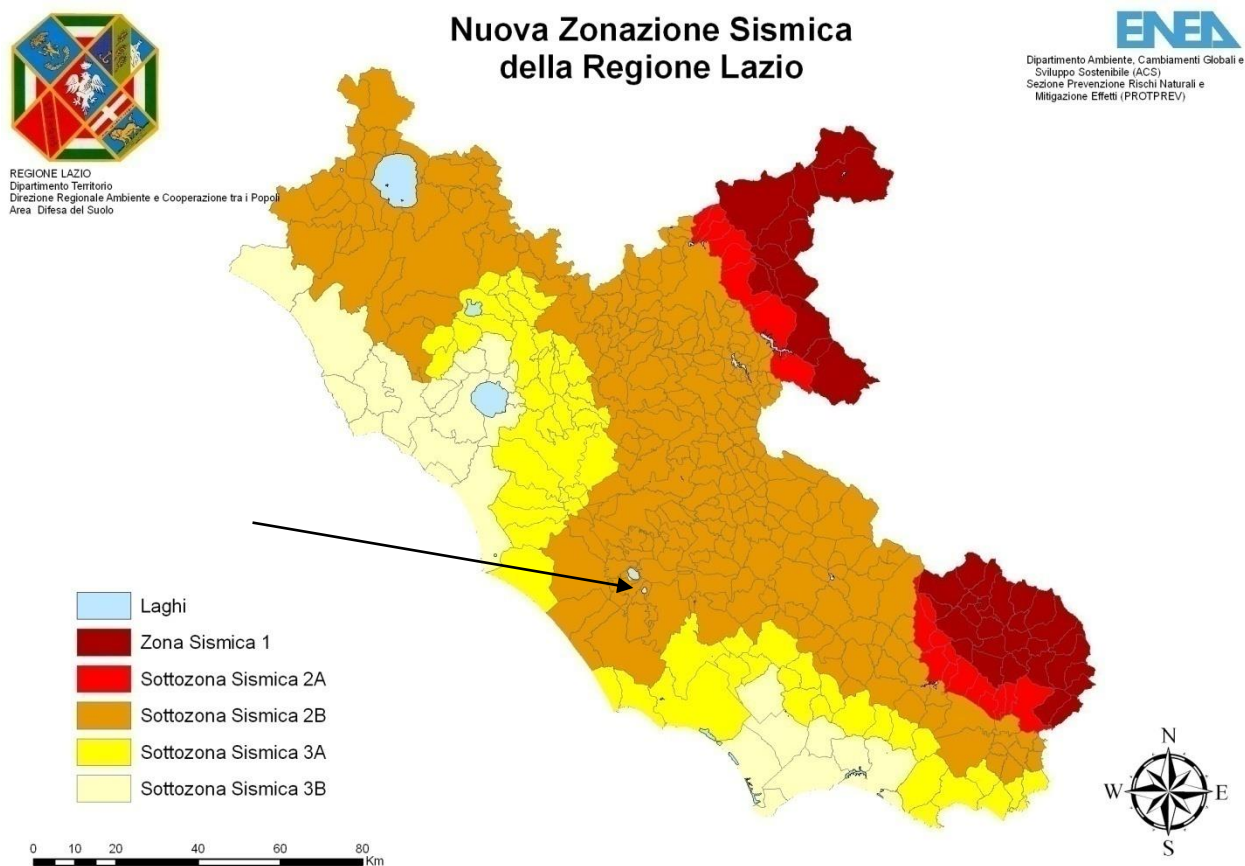 Nuova Zonazione Sismica
della Regione Lazio
ENEA
Dipartimento Ambiente, Cambiamenti Globali e
Sviluppo Sostenibile (ACS)
Sezione Prevenzione Rischi Naturali e
Mitigazione Effetti (PROTPREV)
REGIONE LAZIO
Dipartimento Territorio
Direzione Regionale Ambiente e Cooperazione tra i Popoli
Area Difesa del Suolo
Laghi
Zona Sismica 1
Sottozona Sismica 2A
Sottozona Sismica 2B
Sottozona Sismica 3A
Sottozona Sismica 3B
N
W E
S
0 10 20 40 60 80
Km